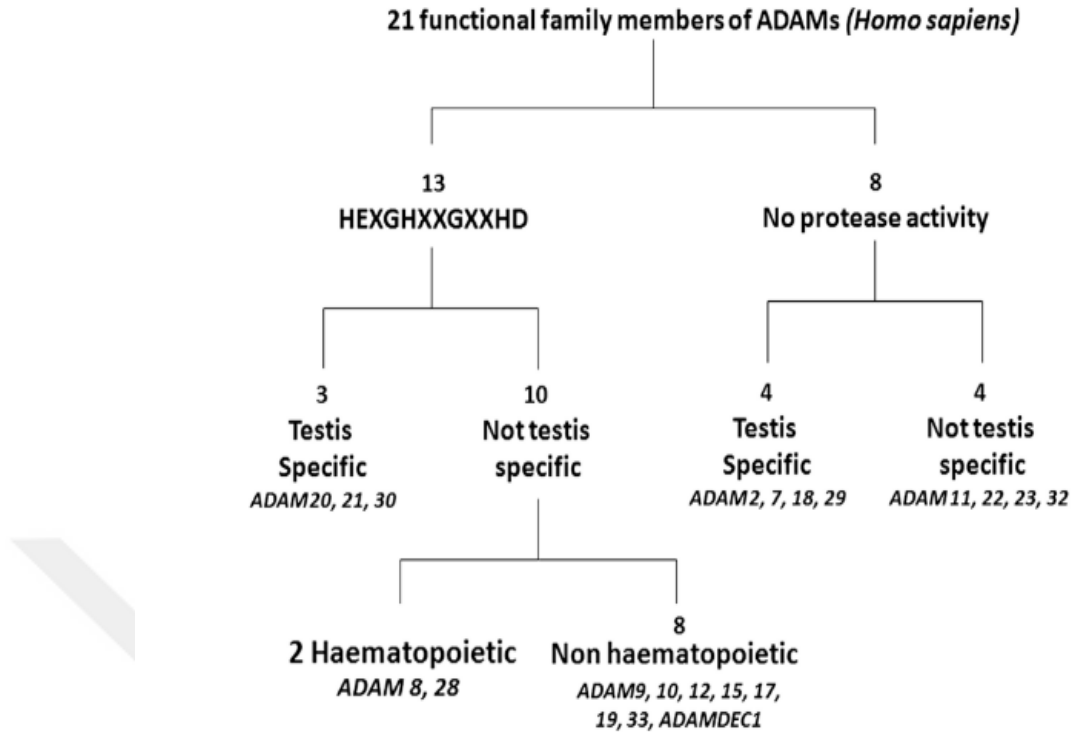 21 functional family members of ADAMs (Homo sapiens)
13
HEXGHXXGXXHD
8
No protease activity
3
Testis
Specific
ADAM20, 21, 30
10
Not testis
specific
4
Testis
Specific
ADAM2, 7, 18, 29
4
Not testis
specific
ADAM11, 22, 23, 32
2 Haematopoietic
ADAM 8, 28
8
Non haematopoietic
ADAM9, 10, 12, 15, 17,
19, 33, ADAMDEC1